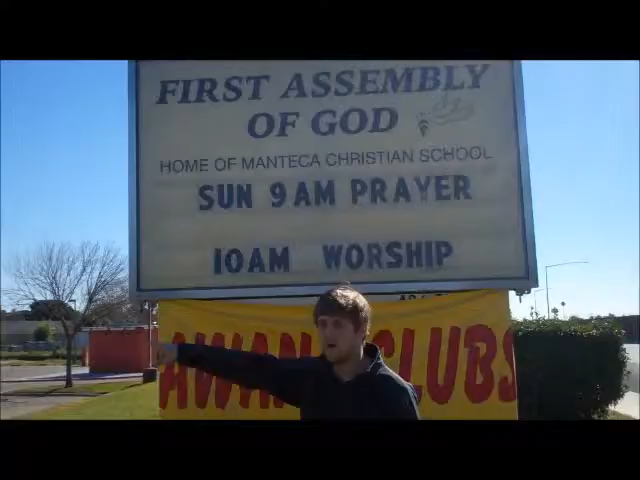 FIRST ASSEMBLY
OF GOD
HOME OF MANTECA CHRISTIAN SCHOOL
SUN 9AM PRAYER
10AM WORSHIP
CLUBS